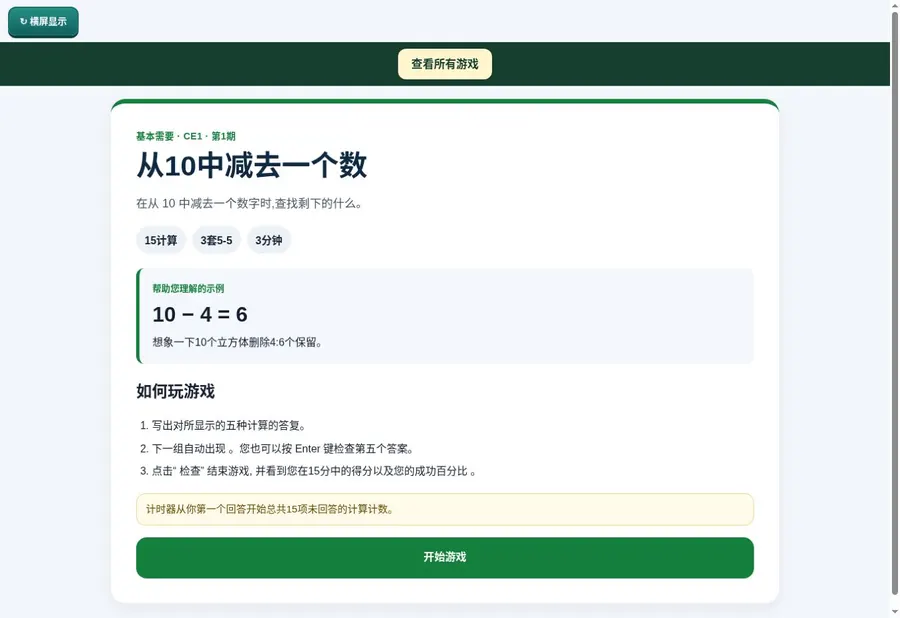 ↻ 横屏显示
查看所有游戏
基本需要 · CE1 · 第1期
从10中减去一个数
在从 10 中减去一个数字时,查找剩下的什么。
15计算 3套5-5 3分钟
帮助您理解的示例
10 − 4 = 6
想象一下10个立方体删除4:6个保留。
如何玩游戏
1. 写出对所显示的五种计算的答复。
2. 下一组自动出现 。您也可以按 Enter 键检查第五个答案。
3. 点击“ 检查” 结束游戏, 并看到您在15分中的得分以及您的成功百分比 。
计时器从你第一个回答开始总共15项未回答的计算计数。
开始游戏